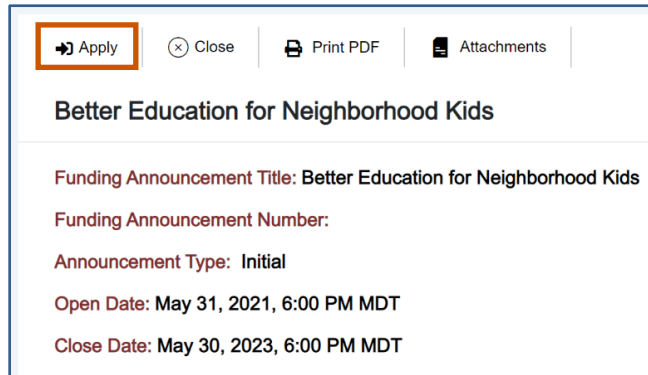 Apply Close Print PDF Attachments
Better Education for Neighborhood Kids
Funding Announcement Title: Better Education for Neighborhood Kids
Funding Announcement Number:
Announcement Type: Initial
Open Date: May 31, 2021, 6:00 PM MDT
Close Date: May 30, 2023, 6:00 PM MDT